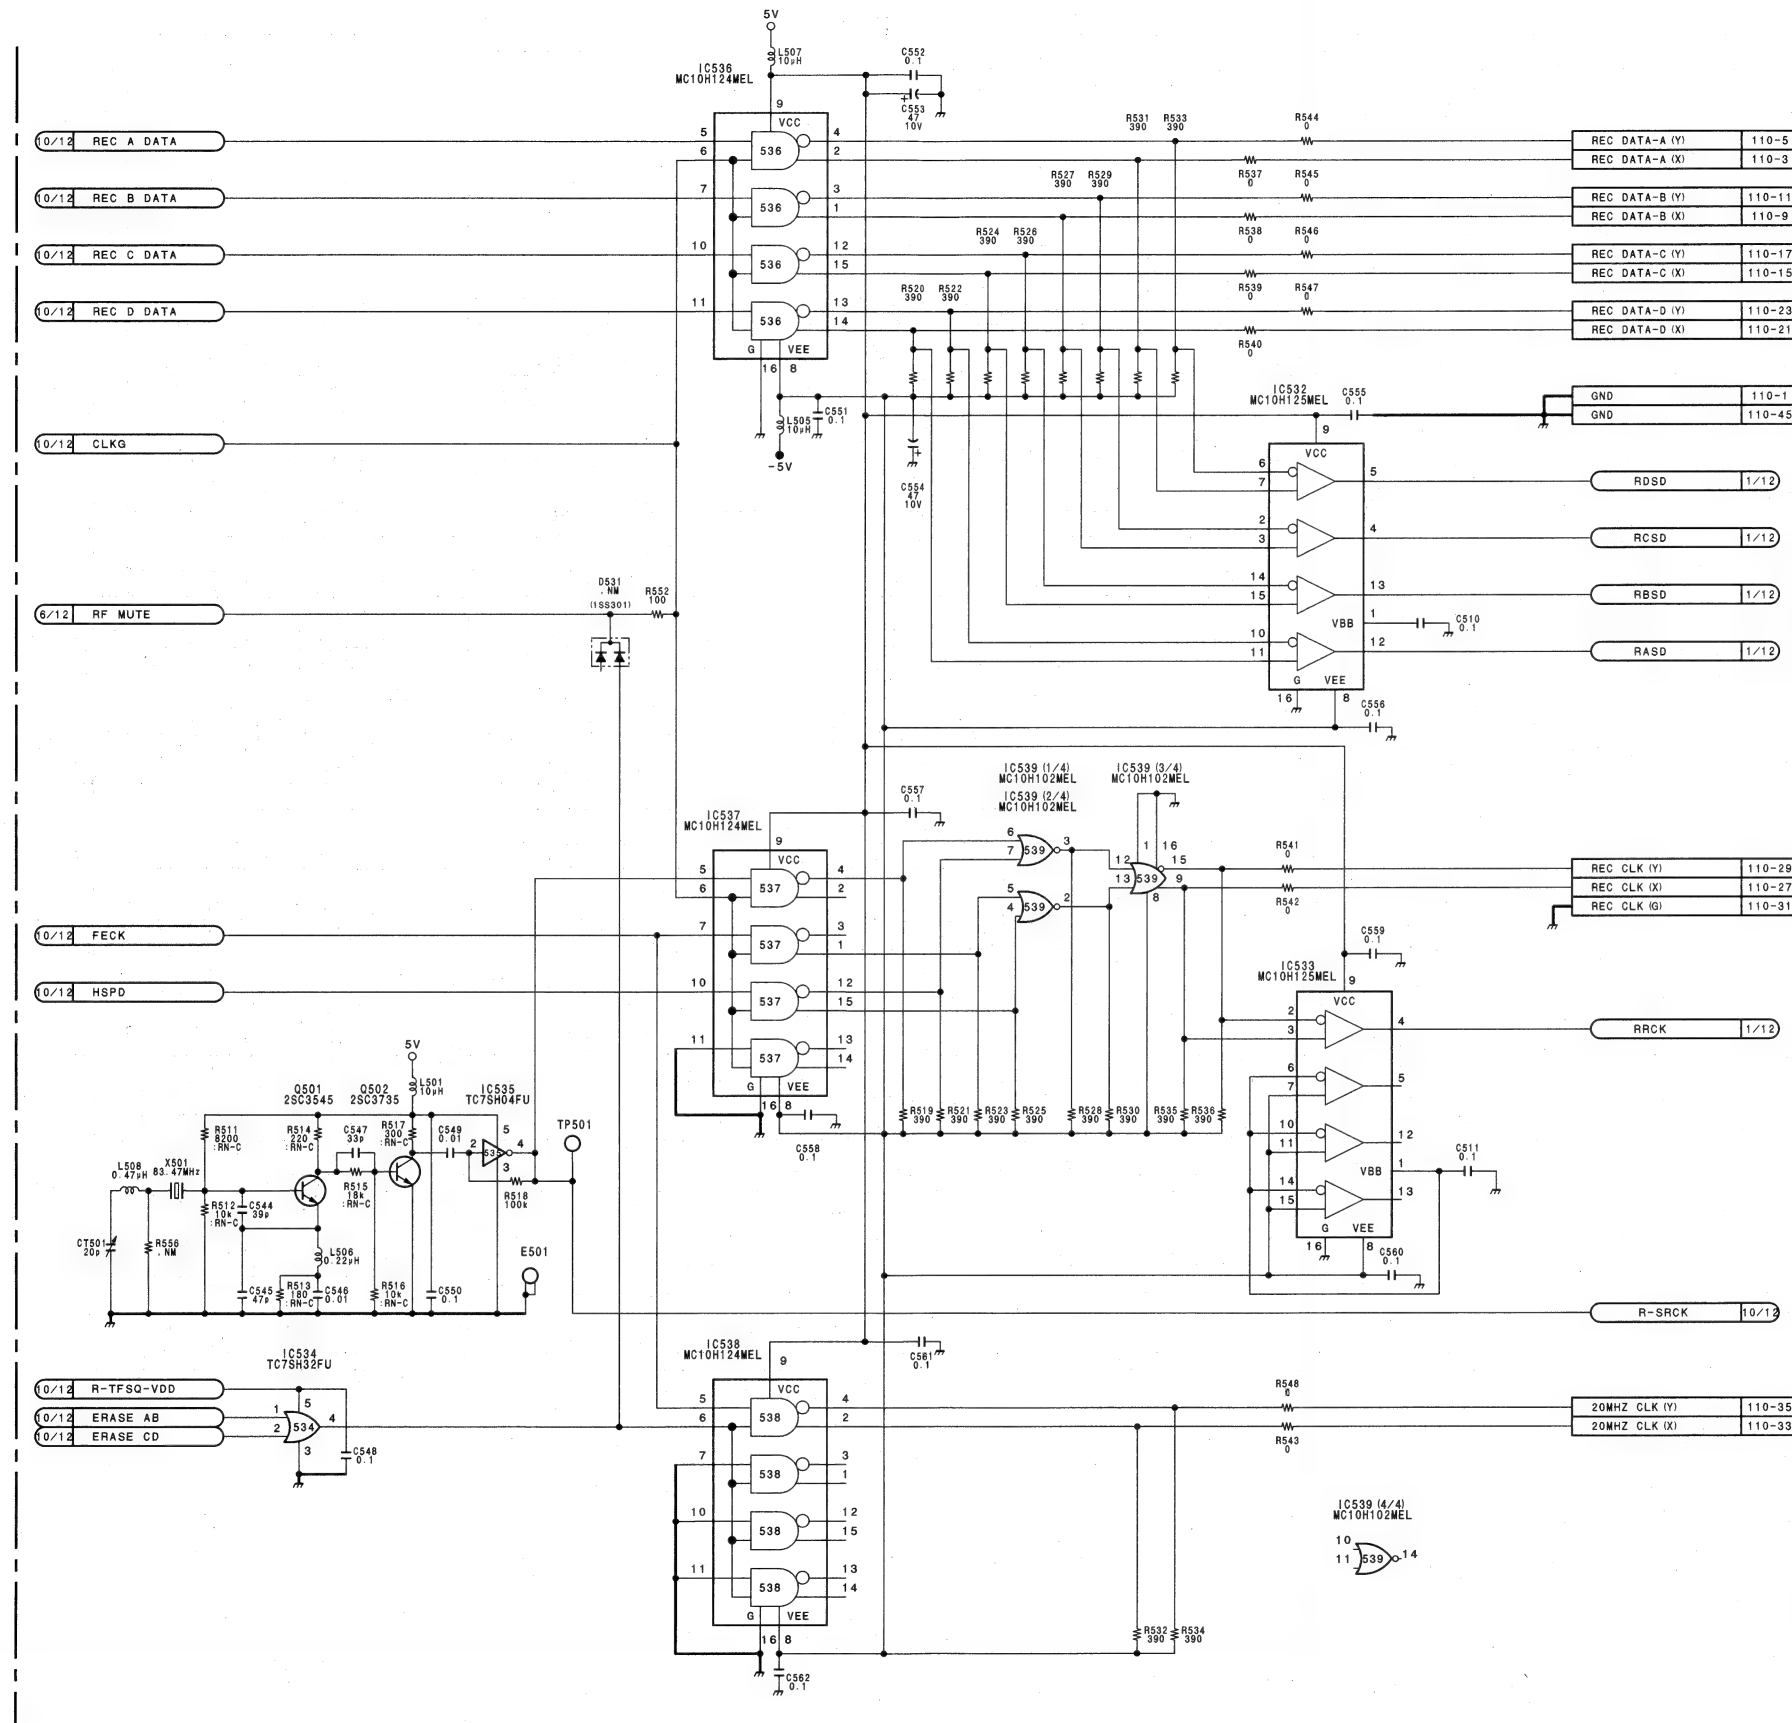 5V
L507
10μH
C552
0.1
IC536
MC10H124MEL
C553
47
10V
R531
390
R533
390
R544
0
9
VCC
10/12 REC A DATA
5
6
536
4
2
REC DATA-A (Y) 110-5
REC DATA-A (X) 110-3
R527
390
R529
390
R537
0
R545
0
10/12 REC B DATA
7
536
3
1
REC DATA-B (Y) 110-11
REC DATA-B (X) 110-9
R524
390
R526
390
R538
0
R546
0
10/12 REC C DATA
10
536
12
15
REC DATA-C (Y) 110-17
REC DATA-C (X) 110-15
R520
390
R522
390
R539
0
R547
0
10/12 REC D DATA
11
536
13
14
REC DATA-D (Y) 110-23
REC DATA-D (X) 110-21
R540
0
G VEE
16 8
L505
10μH
C551
0.1
-5V
C554
47
10V
IC532
MC10H125MEL
C555
0.1
GND 110-1
GND 110-45
10/12 CLKG
9
VCC
6
7
5
RDSD 1/12
2
3
4
RCSD 1/12
14
15
13
RBSD 1/12
1
VBB
C510
0.1
10
11
12
RASD 1/12
G VEE
16 8
C556
0.1
6/12 RF MUTE
D531
.NM
(1SS301)
R552
100
IC539 (1/4)
MC10H102MEL
IC539 (2/4)
MC10H102MEL
IC539 (3/4)
MC10H102MEL
C557
0.1
IC537
MC10H124MEL
9
VCC
5
6
537
4
2
6
7
539
3
5
4
539
2
1 16
12
13
539
15
9
8
R541
0
R542
0
REC CLK (Y) 110-29
REC CLK (X) 110-27
REC CLK (G) 110-31
10/12 FECK
7
537
3
1
10/12 HSPD
10
537
12
15
11
537
13
14
G VEE
16 8
C558
0.1
R519
390
R521
390
R523
390
R525
390
R528
390
R530
390
R535
390
R536
390
C559
0.1
IC533
MC10H125MEL
9
VCC
2
3
4
RRCK 1/12
6
7
5
10
11
12
VBB
1
C511
0.1
14
15
13
G VEE
16 8
C560
0.1
5V
L501
10μH
Q501
2SC3545
Q502
2SC3735
IC535
TC7SH04FU
TP501
R511
8200
:RN-C
R514
220
:RN-C
C547
33p
R517
300
:RN-C
C549
0.01
5
2
535
4
3
R518
100k
L508
0.47μH
X501
83.47MHz
R515
18k
:RN-C
R512
10k
:RN-C
C544
39p
CT501
20p
R556
.NM
L506
0.22μH
E501
C545
47p
R513
180
:RN-C
C546
0.01
R516
10k
:RN-C
C550
0.1
R-SRCK 10/12
IC534
TC7SH32FU
IC538
MC10H124MEL
C561
0.1
10/12 R-TFSQ-VDD
10/12 ERASE AB
10/12 ERASE CD
5
1
2
534
4
3
C548
0.1
9
VCC
5
6
538
4
2
R548
0
R543
0
20MHZ CLK (Y) 110-35
20MHZ CLK (X) 110-33
7
538
3
1
10
538
12
15
11
538
13
14
G VEE
16 8
C562
0.1
R532
390
R534
390
IC539 (4/4)
MC10H102MEL
10
11
539
14